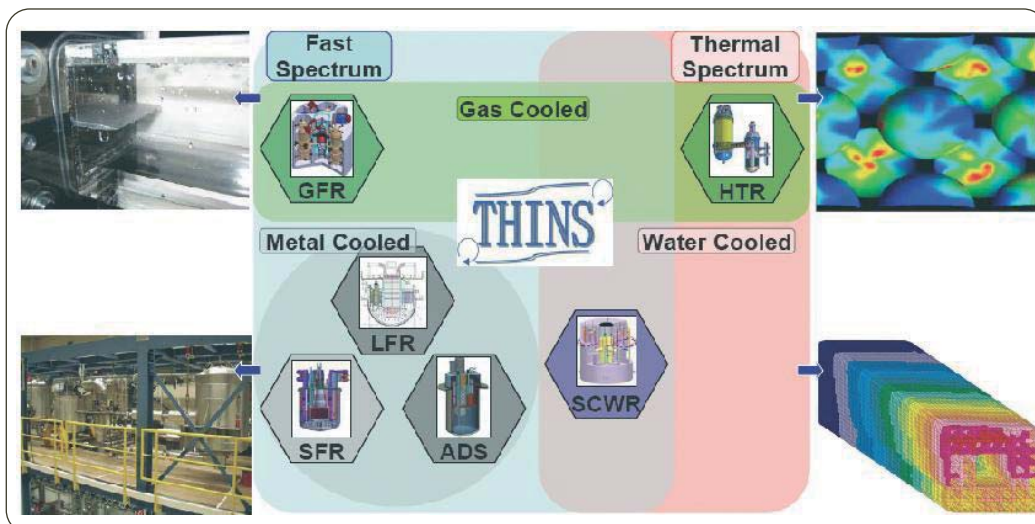 Fast
Spectrum
Thermal
Spectrum
Gas Cooled
GFR
HTR
THINS
Metal Cooled
Water Cooled
LFR
SCWR
SFR
ADS